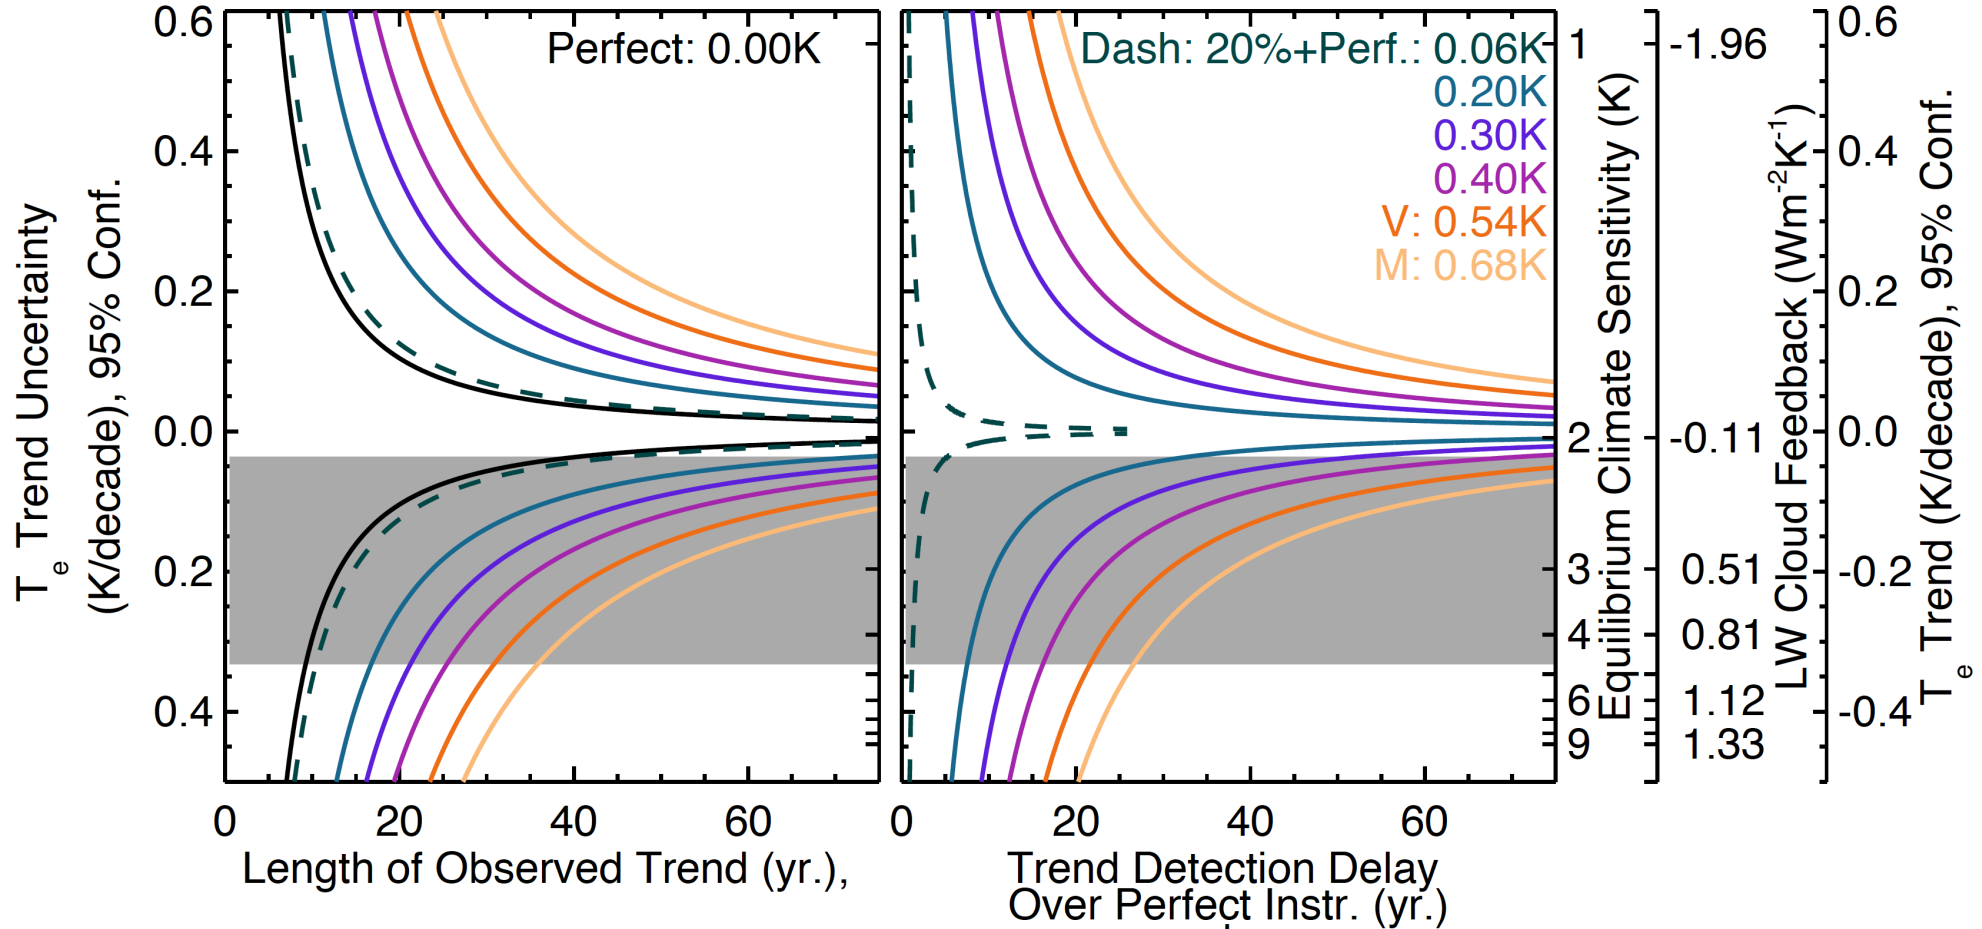 0.6
0.4
0.2
0.0
0.2
0.4
T e Trend Uncertainty
(K/decade), 95% Conf.
Perfect: 0.00K
0 20 40 60
Length of Observed Trend (yr.),
Dash: 20%+Perf.: 0.06K
0.20K
0.30K
0.40K
V: 0.54K
M: 0.68K
0 20 40 60
Trend Detection Delay
Over Perfect Instr. (yr.)
1
2
3
4
6
9
Equilibrium Climate Sensitivity (K)
-1.96
-0.11
0.51
0.81
1.12
1.33
LW Cloud Feedback (Wm-2K-1)
0.6
0.4
0.2
0.0
-0.2
-0.4
T e Trend (K/decade), 95% Conf.